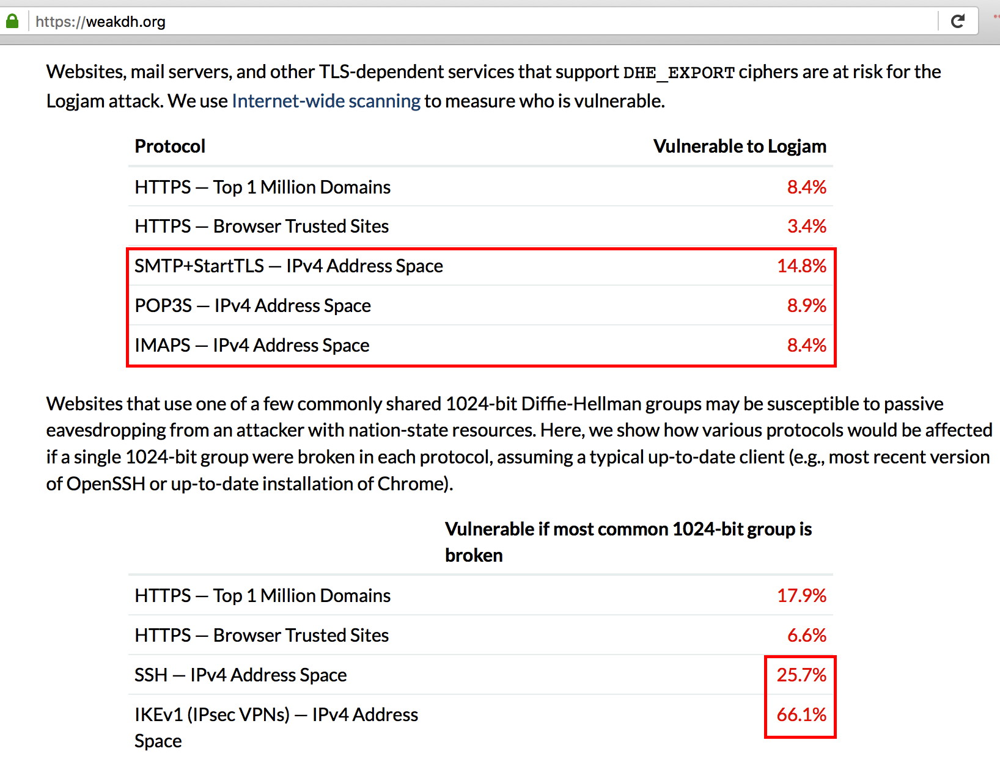 https://weakdh.org
Websites, mail servers, and other TLS-dependent services that support DHE_EXPORT ciphers are at risk for the
Logjam attack. We use Internet-wide scanning to measure who is vulnerable.
Protocol Vulnerable to Logjam
HTTPS — Top 1 Million Domains 8.4%
HTTPS — Browser Trusted Sites 3.4%
SMTP+StartTLS — IPv4 Address Space 14.8%
POP3S — IPv4 Address Space 8.9%
IMAPS — IPv4 Address Space 8.4%
Websites that use one of a few commonly shared 1024-bit Diffie-Hellman groups may be susceptible to passive
eavesdropping from an attacker with nation-state resources. Here, we show how various protocols would be affected
if a single 1024-bit group were broken in each protocol, assuming a typical up-to-date client (e.g., most recent version
of OpenSSH or up-to-date installation of Chrome).
Vulnerable if most common 1024-bit group is
broken
HTTPS — Top 1 Million Domains 17.9%
HTTPS — Browser Trusted Sites 6.6%
SSH — IPv4 Address Space 25.7%
IKEv1 (IPsec VPNs) — IPv4 Address 66.1%
Space